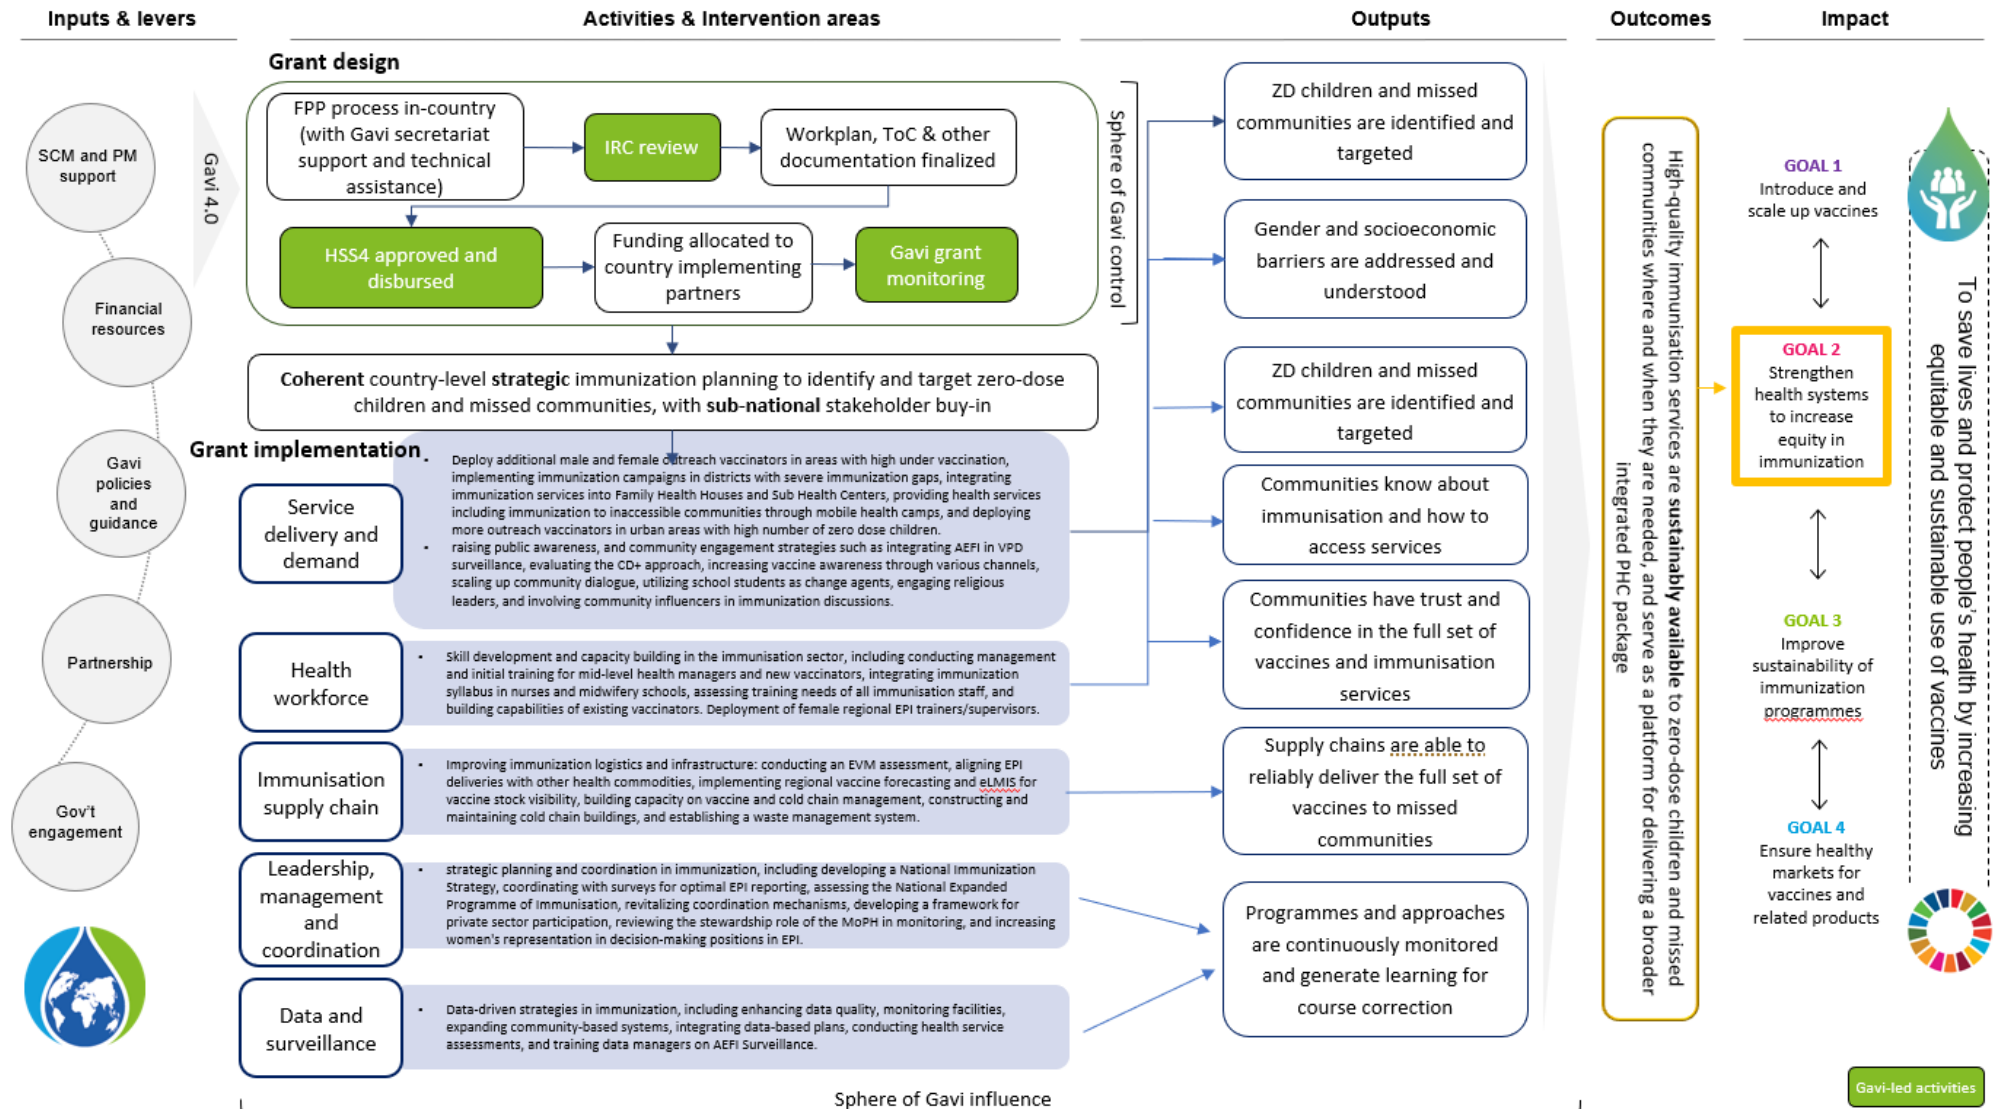 Inputs & levers
Activities & Intervention areas
Outputs
Outcomes
Impact
SCM and PM
support
Financial
resources
Gavi
policies
and
guidance
Partnership
Gov't
engagement
Gavi 4.0
Grant design
FPP process in-country
(with Gavi secretariat
support and technical
assistance)
IRC review
Workplan, ToC & other
documentation finalized
HSS4 approved and
disbursed
Funding allocated to
country implementing
partners
Gavi grant
monitoring
Sphere of Gavi control
Coherent country-level strategic immunization planning to identify and target zero-dose
children and missed communities, with sub-national stakeholder buy-in
Grant implementation
Service
delivery and
demand
• Deploy additional male and female outreach vaccinators in areas with high under vaccination,
implementing immunization campaigns in districts with severe immunization gaps, integrating
immunization services into Family Health Houses and Sub Health Centers, providing health services
including immunization to inaccessible communities through mobile health camps, and deploying
more outreach vaccinators in urban areas with high number of zero dose children.
• raising public awareness, and community engagement strategies such as integrating AEFI in VPD
surveillance, evaluating the CD+ approach, increasing vaccine awareness through various channels,
scaling up community dialogue, utilizing school students as change agents, engaging religious
leaders, and involving community influencers in immunization discussions.
Health
workforce
• Skill development and capacity building in the immunisation sector, including conducting management
and initial training for mid-level health managers and new vaccinators, integrating immunization
syllabus in nurses and midwifery schools, assessing training needs of all immunisation staff, and
building capabilities of existing vaccinators. Deployment of female regional EPI trainers/supervisors.
Immunisation
supply chain
• Improving immunization logistics and infrastructure: conducting an EVM assessment, aligning EPI
deliveries with other health commodities, implementing regional vaccine forecasting and eLMIS for
vaccine stock visibility, building capacity on vaccine and cold chain management, constructing and
maintaining cold chain buildings, and establishing a waste management system.
Leadership,
management
and
coordination
• strategic planning and coordination in immunization, including developing a National Immunization
Strategy, coordinating with surveys for optimal EPI reporting, assessing the National Expanded
Programme of Immunisation, revitalizing coordination mechanisms, developing a framework for
private sector participation, reviewing the stewardship role of the MoPH in monitoring, and increasing
women's representation in decision-making positions in EPI.
Data and
surveillance
• Data-driven strategies in immunization, including enhancing data quality, monitoring facilities,
expanding community-based systems, integrating data-based plans, conducting health service
assessments, and training data managers on AEFI Surveillance.
Sphere of Gavi influence
ZD children and missed
communities are identified and
targeted
Gender and socioeconomic
barriers are addressed and
understood
ZD children and missed
communities are identified and
targeted
Communities know about
immunisation and how to
access services
Communities have trust and
confidence in the full set of
vaccines and immunisation
services
Supply chains are able to
reliably deliver the full set of
vaccines to missed
communities
Programmes and approaches
are continuously monitored
and generate learning for
course correction
High-quality immunisation services are sustainably available to zero-dose children and missed
communities where and when they are needed, and serve as a platform for delivering a broader
integrated PHC package
GOAL 1
Introduce and
scale up vaccines
GOAL 2
Strengthen
health systems
to increase
equity in
immunization
GOAL 3
Improve
sustainability of
immunization
programmes
GOAL 4
Ensure healthy
markets for
vaccines and
related products
To save lives and protect people's health by increasing
equitable and sustainable use of vaccines
Gavi-led activities